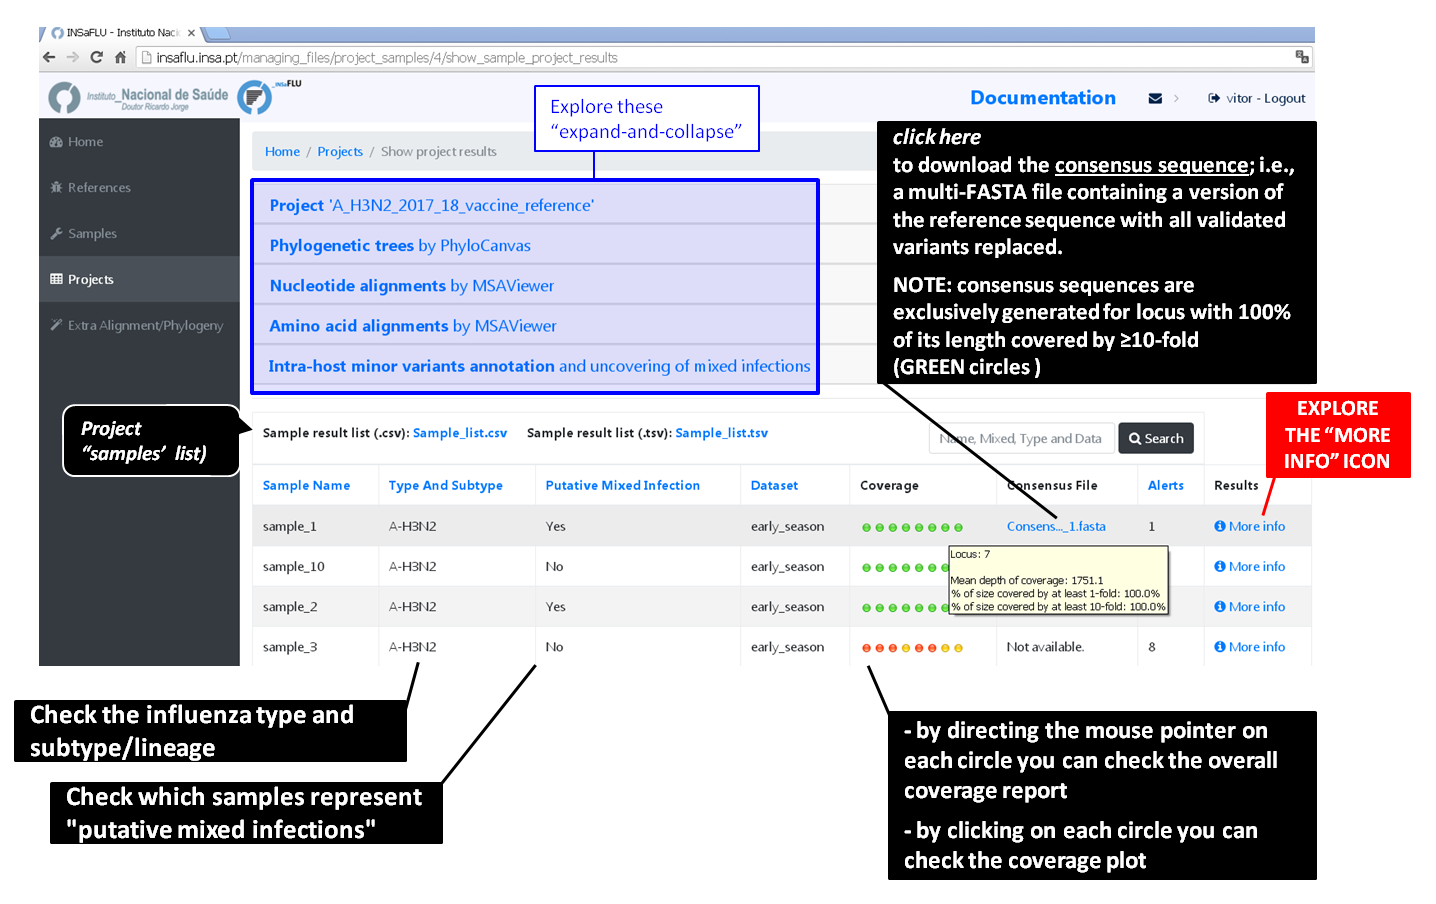 INSaFLU - Instituto Naci
insaflu.insa.pt/managing_files/project_samples/4/show_sample_project_results
Instituto_Nacional de Saúde
Doutor Ricardo Jorge
_INSaFLU
Documentation
vitor - Logout
Explore these
“expand-and-collapse”
Home
References
Samples
Projects
Extra Alignment/Phylogeny
Home / Projects / Show project results
Project 'A_H3N2_2017_18_vaccine_reference'
Phylogenetic trees by PhyloCanvas
Nucleotide alignments by MSAViewer
Amino acid alignments by MSAViewer
Intra-host minor variants annotation and uncovering of mixed infections
click here
to download the consensus sequence; i.e.,
a multi-FASTA file containing a version of
the reference sequence with all validated
variants replaced.
NOTE: consensus sequences are
exclusively generated for locus with 100%
of its length covered by ≥10-fold
(GREEN circles )
Project
“samples’ list)
EXPLORE
THE “MORE
INFO” ICON
Sample result list (.csv): Sample_list.csv Sample result list (.tsv): Sample_list.tsv
Name, Mixed, Type and Data Search
Sample Name Type And Subtype Putative Mixed Infection Dataset Coverage Consensus File Alerts Results
sample_1 A-H3N2 Yes early_season Consens..._1.fasta 1 More info
sample_10 A-H3N2 No early_season More info
sample_2 A-H3N2 Yes early_season More info
sample_3 A-H3N2 No early_season Not available. 8 More info
Locus: 7
Mean depth of coverage: 1751.1
% of size covered by at least 1-fold: 100.0%
% of size covered by at least 10-fold: 100.0%
Check the influenza type and
subtype/lineage
Check which samples represent
"putative mixed infections"
- by directing the mouse pointer on
each circle you can check the overall
coverage report
- by clicking on each circle you can
check the coverage plot